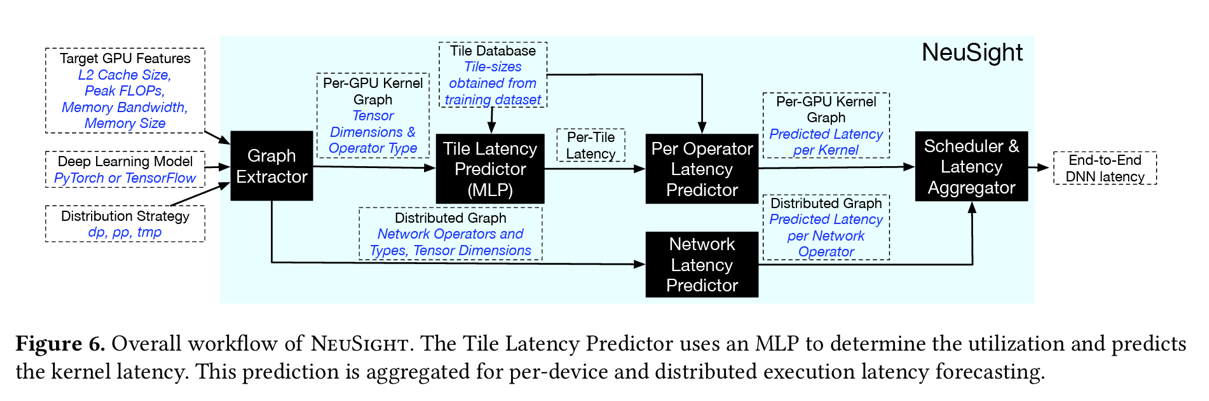 NeuSight
Target GPU Features
L2 Cache Size,
Peak FLOPs,
Memory Bandwidth,
Memory Size
Deep Learning Model
PyTorch or TensorFlow
Distribution Strategy
dp, pp, tmp
Graph
Extractor
Per-GPU Kernel
Graph
Tensor
Dimensions &
Operator Type
Tile Database
Tile-sizes
obtained from
training dataset
Tile Latency
Predictor
(MLP)
Per-Tile
Latency
Per Operator
Latency
Predictor
Per-GPU Kernel
Graph
Predicted Latency
per Kernel
Scheduler &
Latency
Aggregator
End-to-End
DNN latency
Distributed Graph
Network Operators and
Types, Tensor Dimensions
Network
Latency
Predictor
Distributed Graph
Predicted Latency
per Network
Operator
Figure 6. Overall workflow of NeuSight. The Tile Latency Predictor uses an MLP to determine the utilization and predicts
the kernel latency. This prediction is aggregated for per-device and distributed execution latency forecasting.